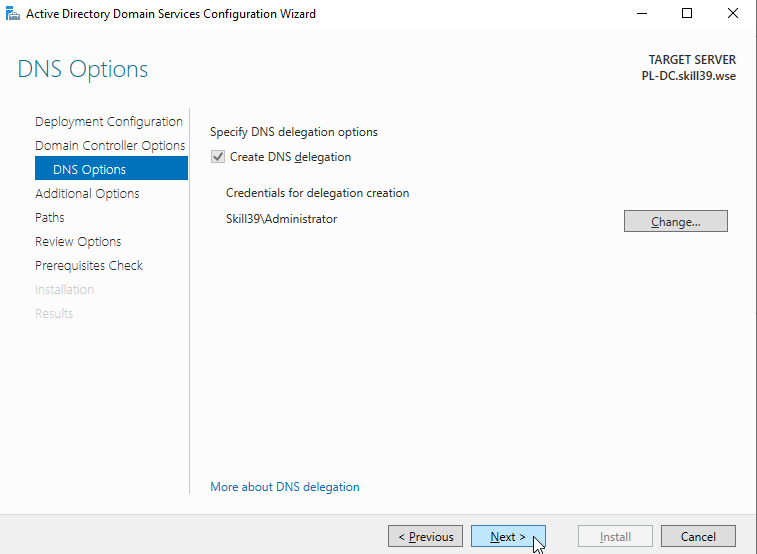 Active Directory Domain Services Configuration Wizard
DNS Options
TARGET SERVER
PL-DC.skill39.wse
Deployment Configuration
Domain Controller Options
DNS Options
Additional Options
Paths
Review Options
Prerequisites Check
Installation
Results
Specify DNS delegation options
Create DNS delegation
Credentials for delegation creation
Skill39\Administrator
Change...
More about DNS delegation
< Previous
Next >
Install
Cancel